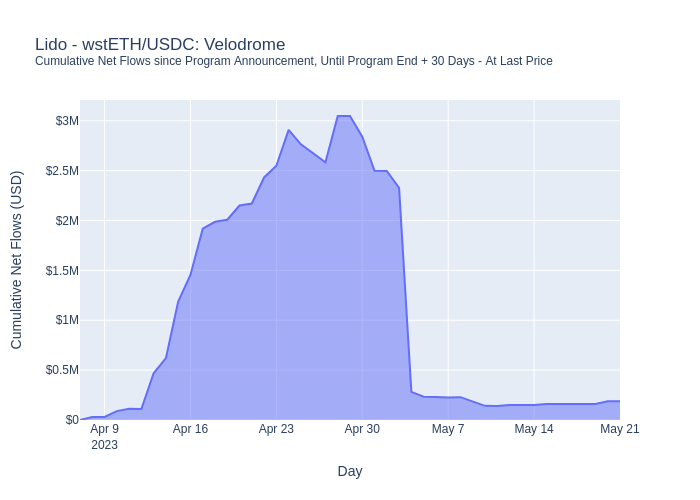 Lido - wstETH/USDC: Velodrome
Cumulative Net Flows since Program Announcement, Until Program End + 30 Days - At Last Price
Cumulative Net Flows (USD)
$3M
$2.5M
$2M
$1.5M
$1M
$0.5M
$0
Apr 9
2023
Apr 16
Apr 23
Apr 30
May 7
May 14
May 21
Day